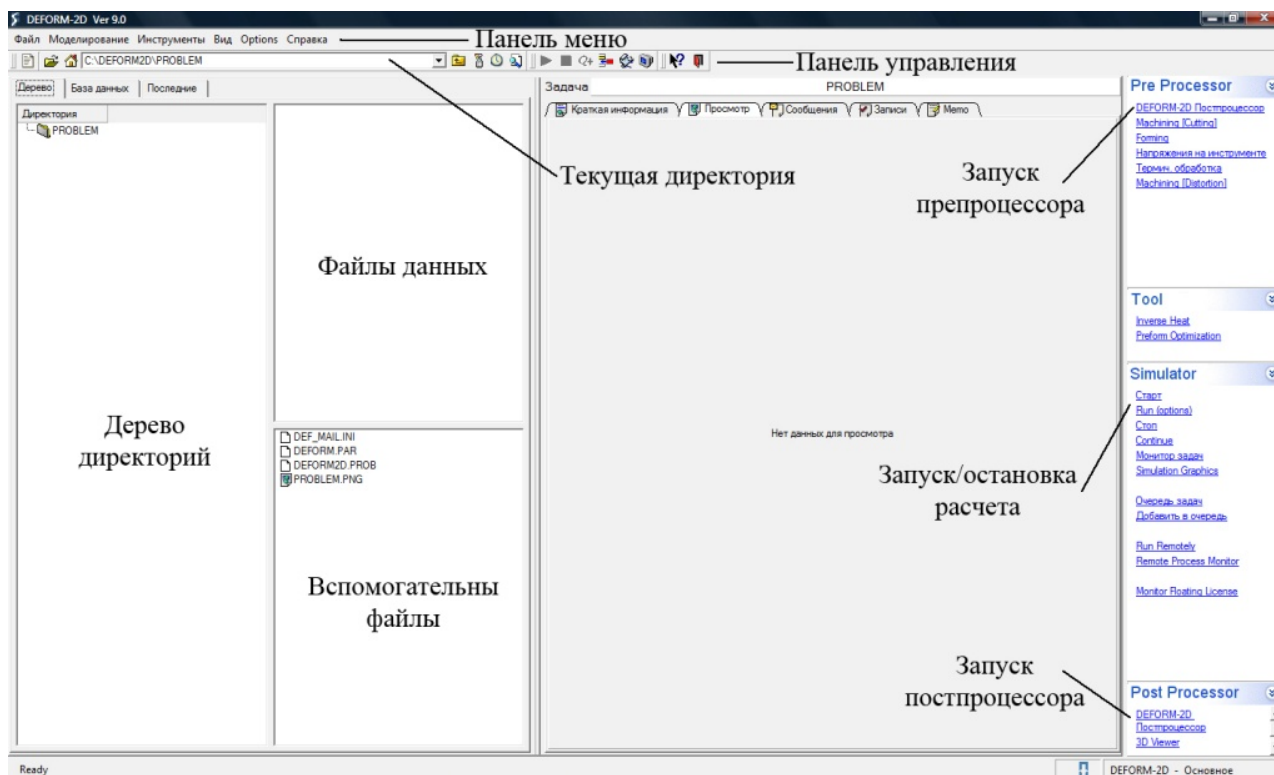 DEFORM-2D Ver 9.0
Файл Моделирование Инструменты Вид Options Справка
Панель меню
C:\DEFORM2D\PROBLEM
Панель управления
Дерево База данных Последние
Директория
PROBLEM
Задача PROBLEM
Краткая информация Просмотр Сообщения Записи Memo
Текущая директория
Запуск
препроцессора
Файлы данных
Дерево
директорий
DEF_MAIL.INI
DEFORM.PAR
DEFORM2D.PROB
PROBLEM.PNG
Вспомогательны
файлы
Нет данных для просмотра
Запуск/остановка
расчета
Запуск
постпроцессора
Pre Processor
DEFORM-2D Постпроцессор
Machining [Cutting]
Forming
Напряжения на инструменте
Термич. обработка
Machining [Distortion]
Tool
Inverse Heat
Preform Optimization
Simulator
Старт
Run (options)
Стоп
Continue
Монитор задач
Simulation Graphics
Очередь задач
Добавить в очередь
Run Remotely
Remote Process Monitor
Monitor Floating License
Post Processor
DEFORM-2D
Постпроцессор
3D Viewer
Ready
DEFORM-2D - Основное